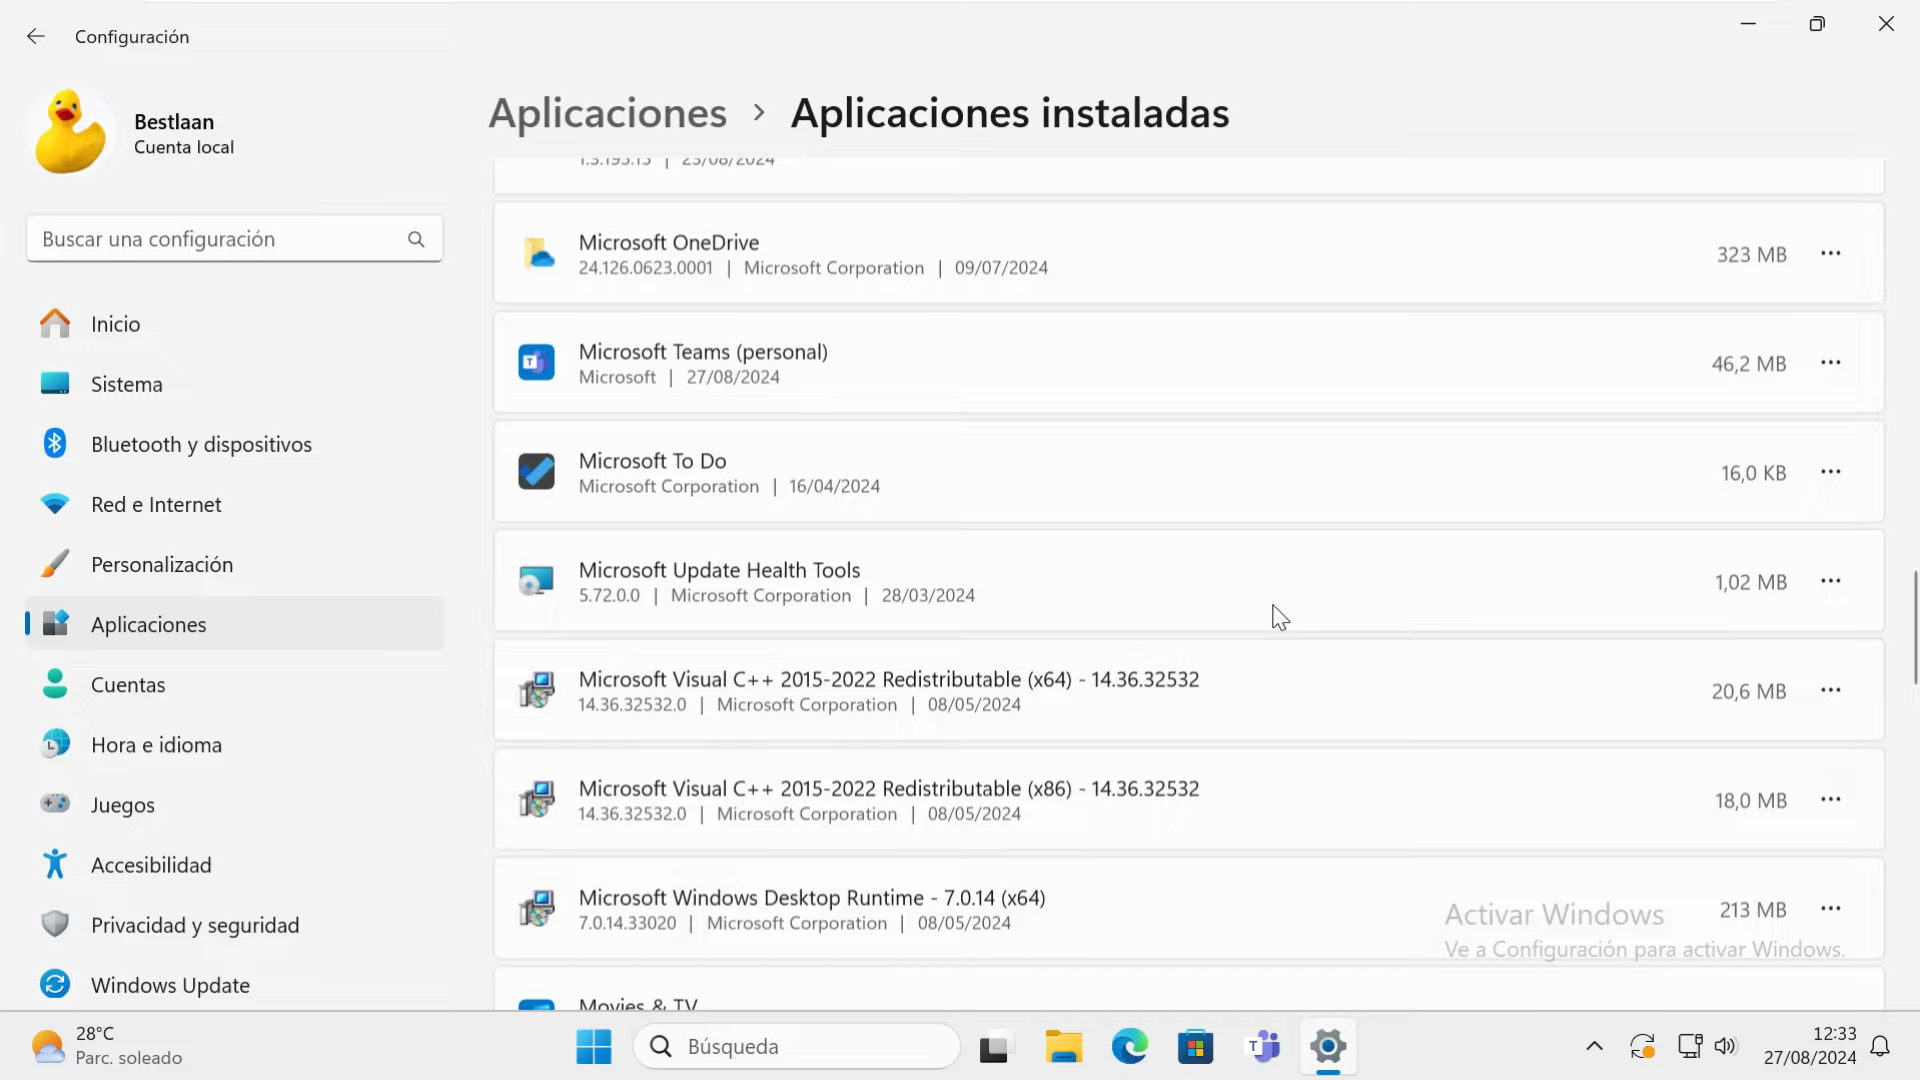 Configuración
Bestlaan
Cuenta local
Buscar una configuración
Inicio
Sistema
Bluetooth y dispositivos
Red e Internet
Personalización
Aplicaciones
Cuentas
Hora e idioma
Juegos
Accesibilidad
Privacidad y seguridad
Windows Update
Aplicaciones > Aplicaciones instaladas
1.3.195.15 | 23/08/2024
Microsoft OneDrive
24.126.0623.0001 | Microsoft Corporation | 09/07/2024
323 MB
Microsoft Teams (personal)
Microsoft | 27/08/2024
46,2 MB
Microsoft To Do
Microsoft Corporation | 16/04/2024
16,0 KB
Microsoft Update Health Tools
5.72.0.0 | Microsoft Corporation | 28/03/2024
1,02 MB
Microsoft Visual C++ 2015-2022 Redistributable (x64) - 14.36.32532
14.36.32532.0 | Microsoft Corporation | 08/05/2024
20,6 MB
Microsoft Visual C++ 2015-2022 Redistributable (x86) - 14.36.32532
14.36.32532.0 | Microsoft Corporation | 08/05/2024
18,0 MB
Microsoft Windows Desktop Runtime - 7.0.14 (x64)
7.0.14.33020 | Microsoft Corporation | 08/05/2024
213 MB
Activar Windows
Ve a Configuración para activar Windows.
Movies & TV
28°C
Parc. soleado
Búsqueda
12:33
27/08/2024